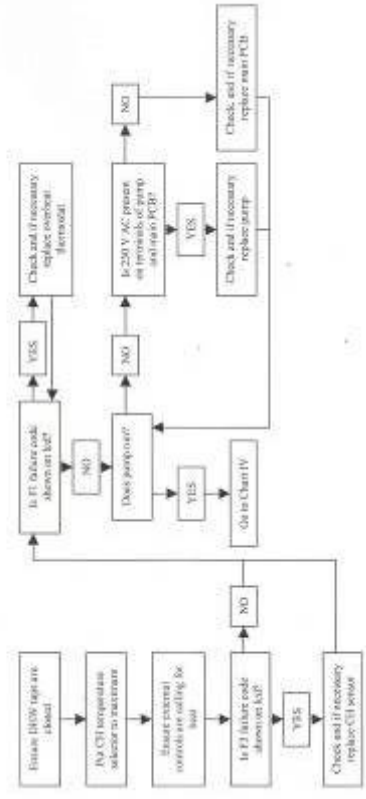 Ensure DHW taps are
closed
Put CH temperature
selector to maximum
Ensure external
controls are calling for
heat
Is F3 failure code
shown on lcd?
NO
YES
Check and if necessary
replace CH sensor
Is F1 failure code
shown on lcd?
YES
Check and if necessary
replace overheat
thermostat
NO
Does pump run?
YES
Go to Chart IV
NO
Is 230 V AC present
on terminals of pump
and main PCB?
YES
Check and if necessary
replace pump
NO
Check, and if necessary
replace main PCB